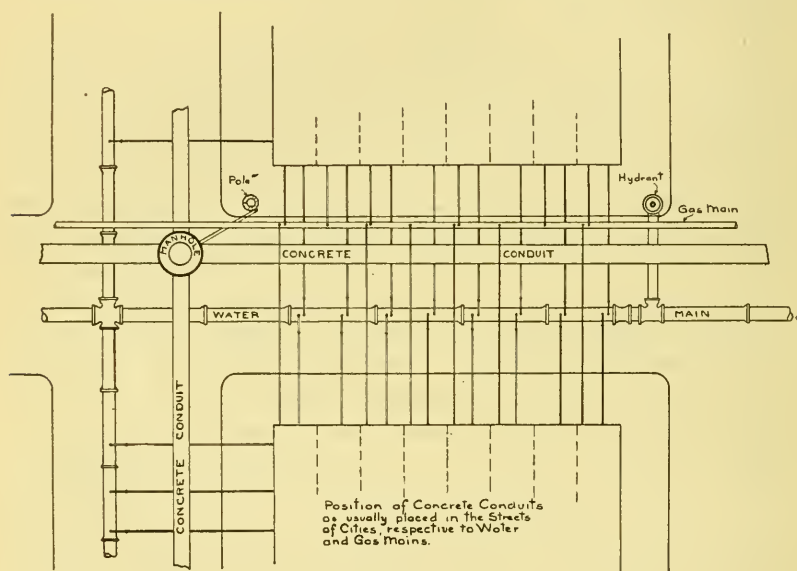 Pole
Hydrant
Gas Main
MANHOLE
CONCRETE CONDUIT
WATER MAIN
CONCRETE CONDUIT
Position of Concrete Conduits
as usually placed in the Streets
of Cities, respective to Water
and Gas Mains.